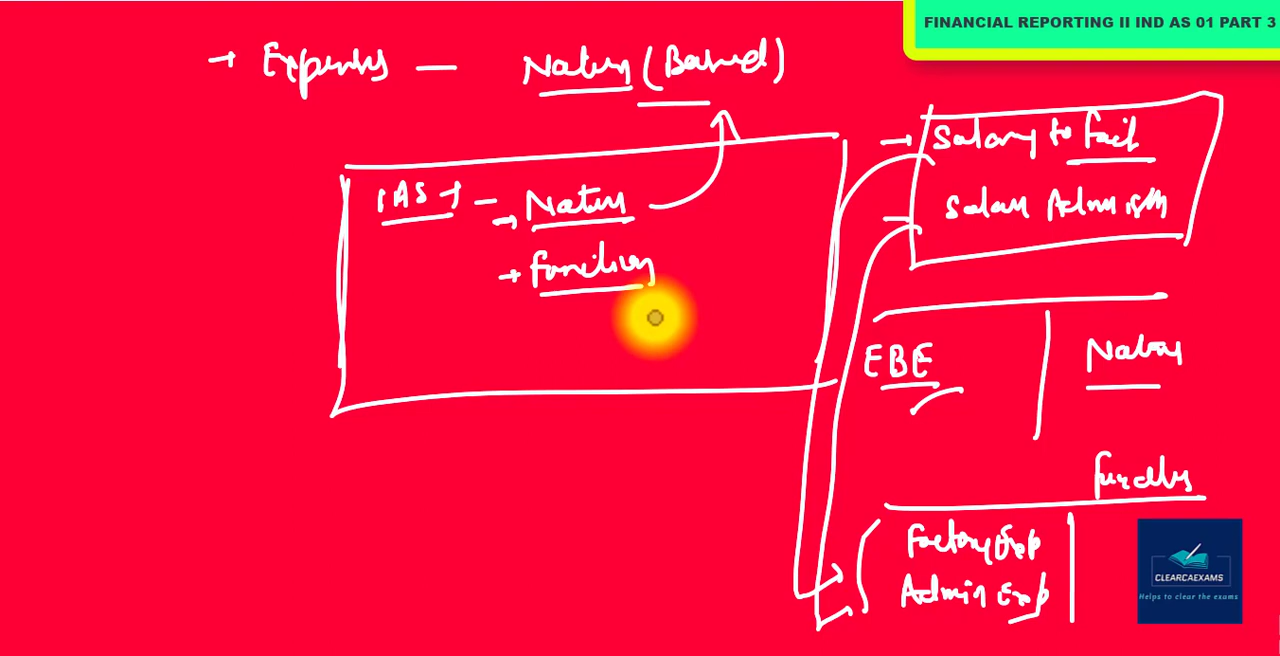 FINANCIAL REPORTING II IND AS 01 PART 3
→ Expenses — Nature (Based)
IAS 1 — → Nature
→ Function
→ Salary to Fact
Salary Admin
EBE
Nature
Function
Factory Exp
Admin Exp
CLEARCAEXAMS
Helps to clear the exams